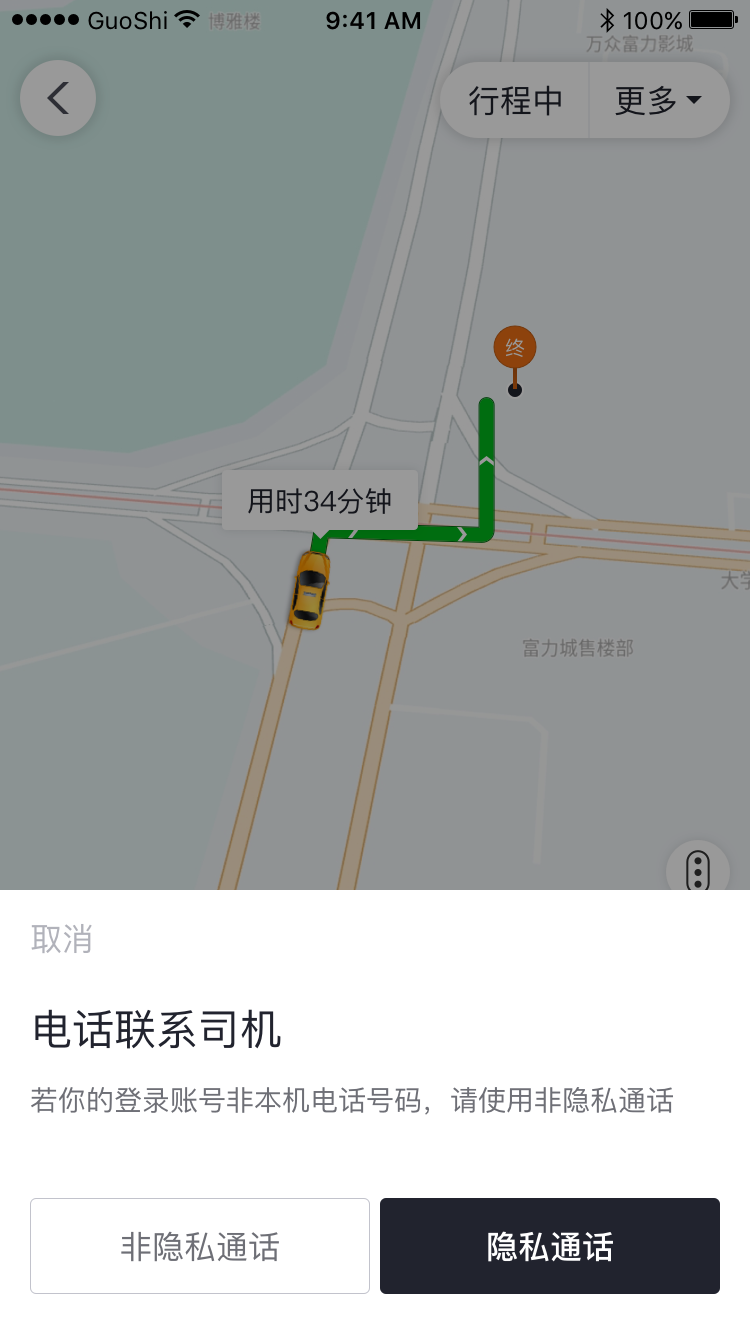 GuoShi 博雅楼 9:41 AM 100%
万众富力影城
行程中 更多
终
用时34分钟
大学
富力城售楼部
取消
电话联系司机
若你的登录账号非本机电话号码，请使用非隐私通话
非隐私通话 隐私通话